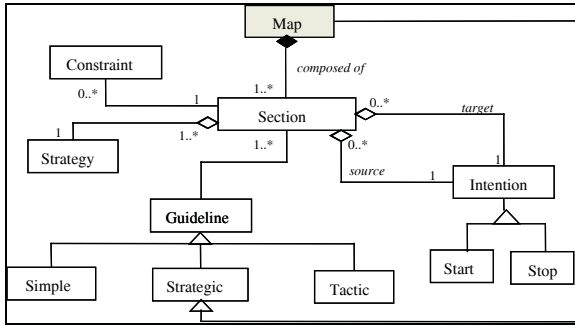 Map
composed of
Constraint
0..*
1
1..*
Section
0..*
target
1
Strategy
1
1..*
1..*
0..*
source
1
Intention
Guideline
Start
Stop
Simple
Strategic
Tactic